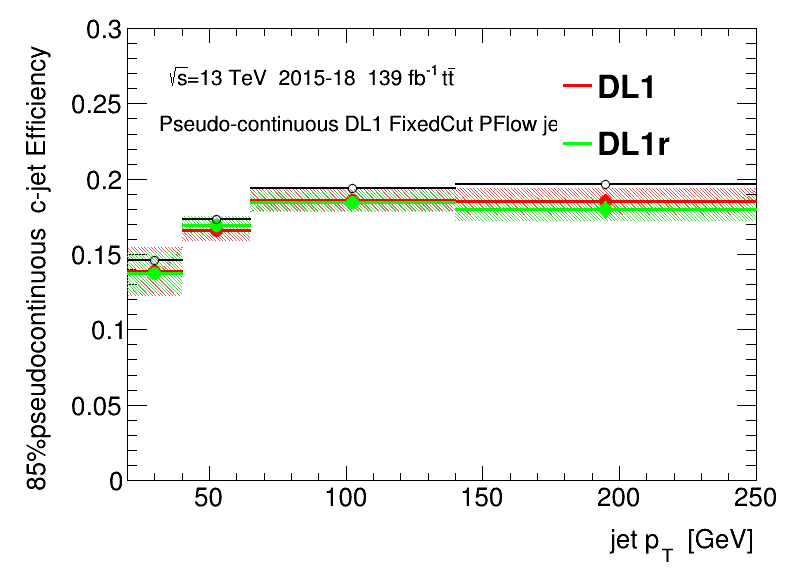 0.3
0.25
0.2
0.15
0.1
0.05
0
85%pseudocontinuous c-jet Efficiency
√s=13 TeV 2015-18 139 fb⁻¹ tt̄
Pseudo-continuous DL1 FixedCut PFlow je
DL1
DL1r
50
100
150
200
250
jet p_T [GeV]